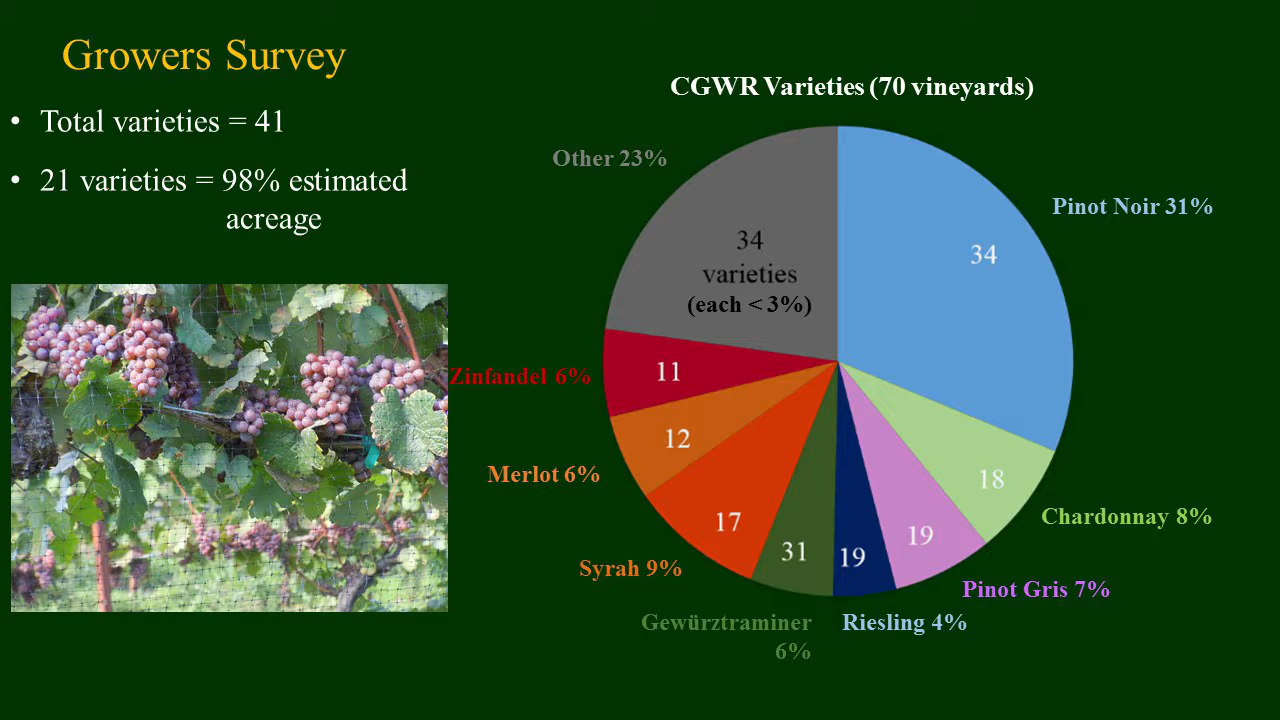 Growers Survey
• Total varieties = 41
• 21 varieties = 98% estimated
acreage
CGWR Varieties (70 vineyards)
Other 23%
34
varieties
(each < 3%)
Pinot Noir 31%
34
Zinfandel 6%
11
Merlot 6%
12
Syrah 9%
17
Gewürztraminer
6%
31
Riesling 4%
19
Pinot Gris 7%
19
Chardonnay 8%
18